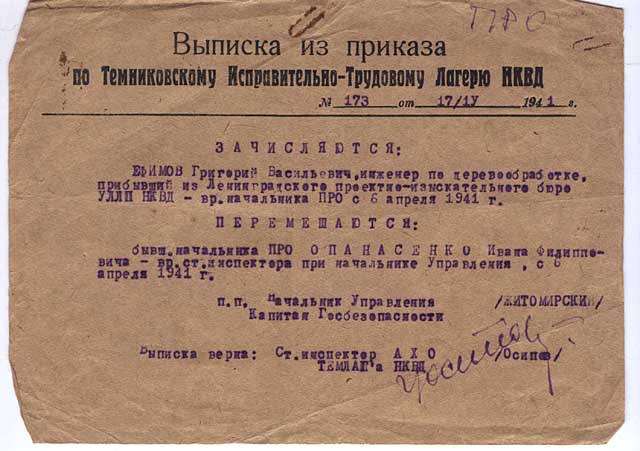 ПРО
Выписка из приказа
по Темниковскому Исправительно-Трудовому Лагерю НКВД
№ 173 от 17/IУ 1941 г.
ЗАЧИСЛЯЮТСЯ:
ЕФИМОВ Григорий Васильевич, инженер по деревообработке,
прибывший из Ленинградского проектно-изыскательного бюро
УЛЛП НКВД - вр.начальника ПРО с 6 апреля 1941 г.
ПЕРЕМЕЩАЮТСЯ:
бывш.начальника ПРО ОПАНАСЕНКО Ивана Филиппо-
вича - вр.ст.инспектора при начальнике Управления , с 6
апреля 1941 г.
п.п. Начальник Управления /ЖИТОМИРСКИЙ/
Капитан Госбезопасности
Выписка верна: Ст.инспектор АХО /Осипов/
ТЕМЛАГ'а НКВД